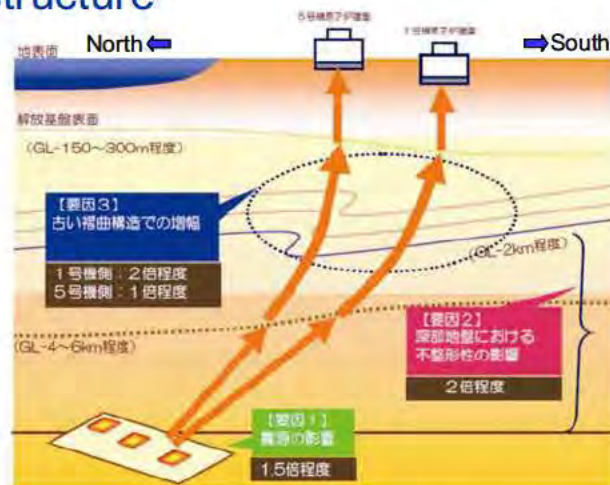 Structure
5号機原子炉建屋
1号機原子炉建屋
地表面
North
South
解放基盤表面
(GL-150~300m程度)
【要因3】
古い褶曲構造での増幅
1号機側:2倍程度
5号機側:1倍程度
(GL-2km程度)
【要因2】
深部地盤における
不整形性の影響
2倍程度
(GL-4~6km程度)
【要因1】
震源の影響
1.5倍程度